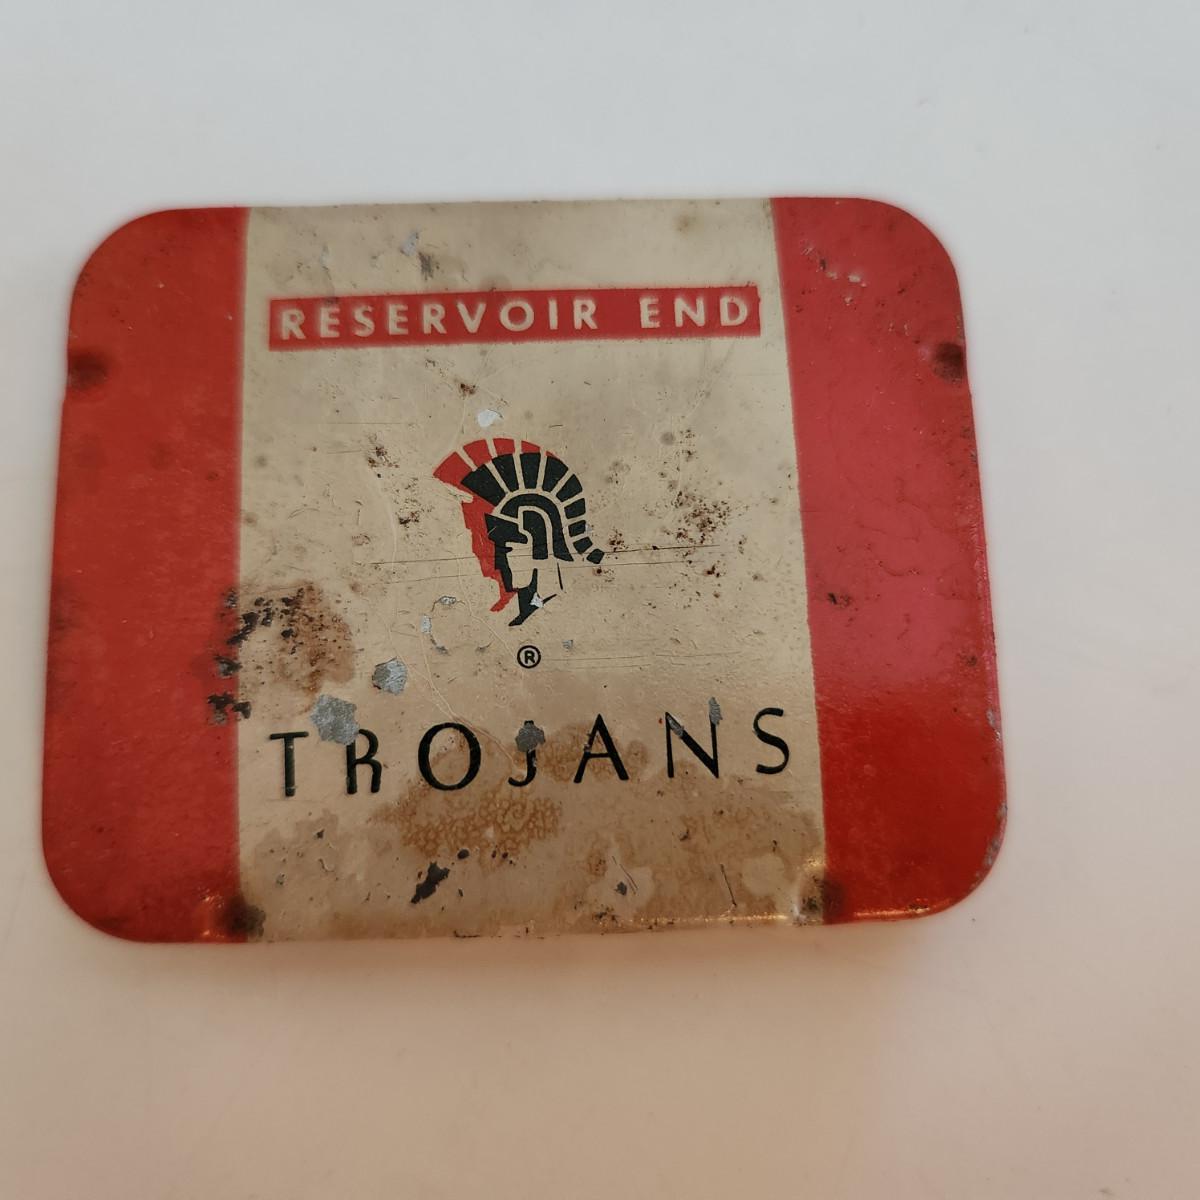 RESERVOIR END
®
TROJANS